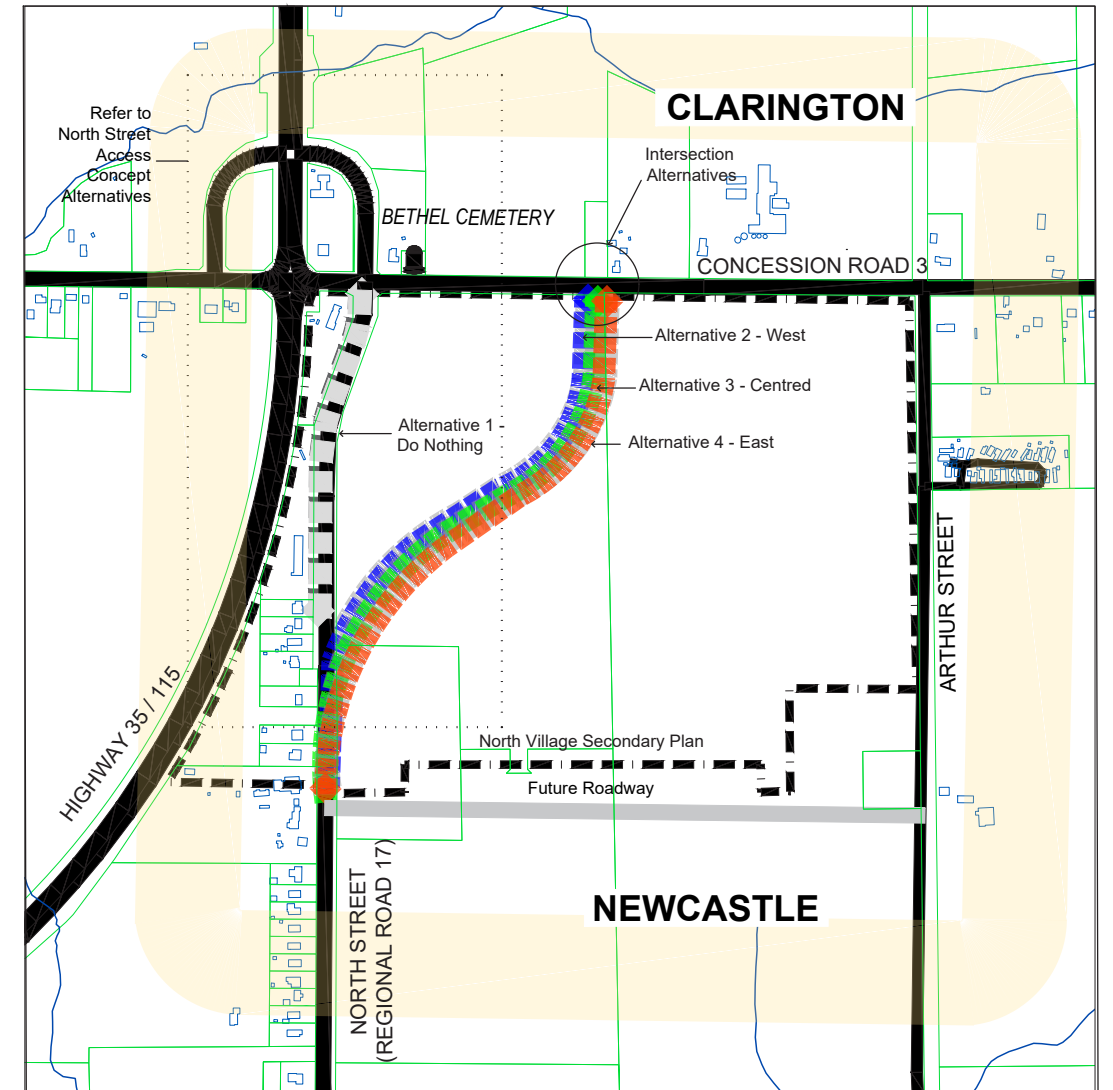 CLARINGTON
Refer to
North Street
Access
Concept
Alternatives
Intersection
Alternatives
BETHEL CEMETERY
CONCESSION ROAD 3
Alternative 2 - West
Alternative 3 - Centred
Alternative 1 -
Do Nothing
Alternative 4 - East
ARTHUR STREET
HIGHWAY 35 / 115
North Village Secondary Plan
Future Roadway
NEWCASTLE
NORTH STREET
(REGIONAL ROAD 17)